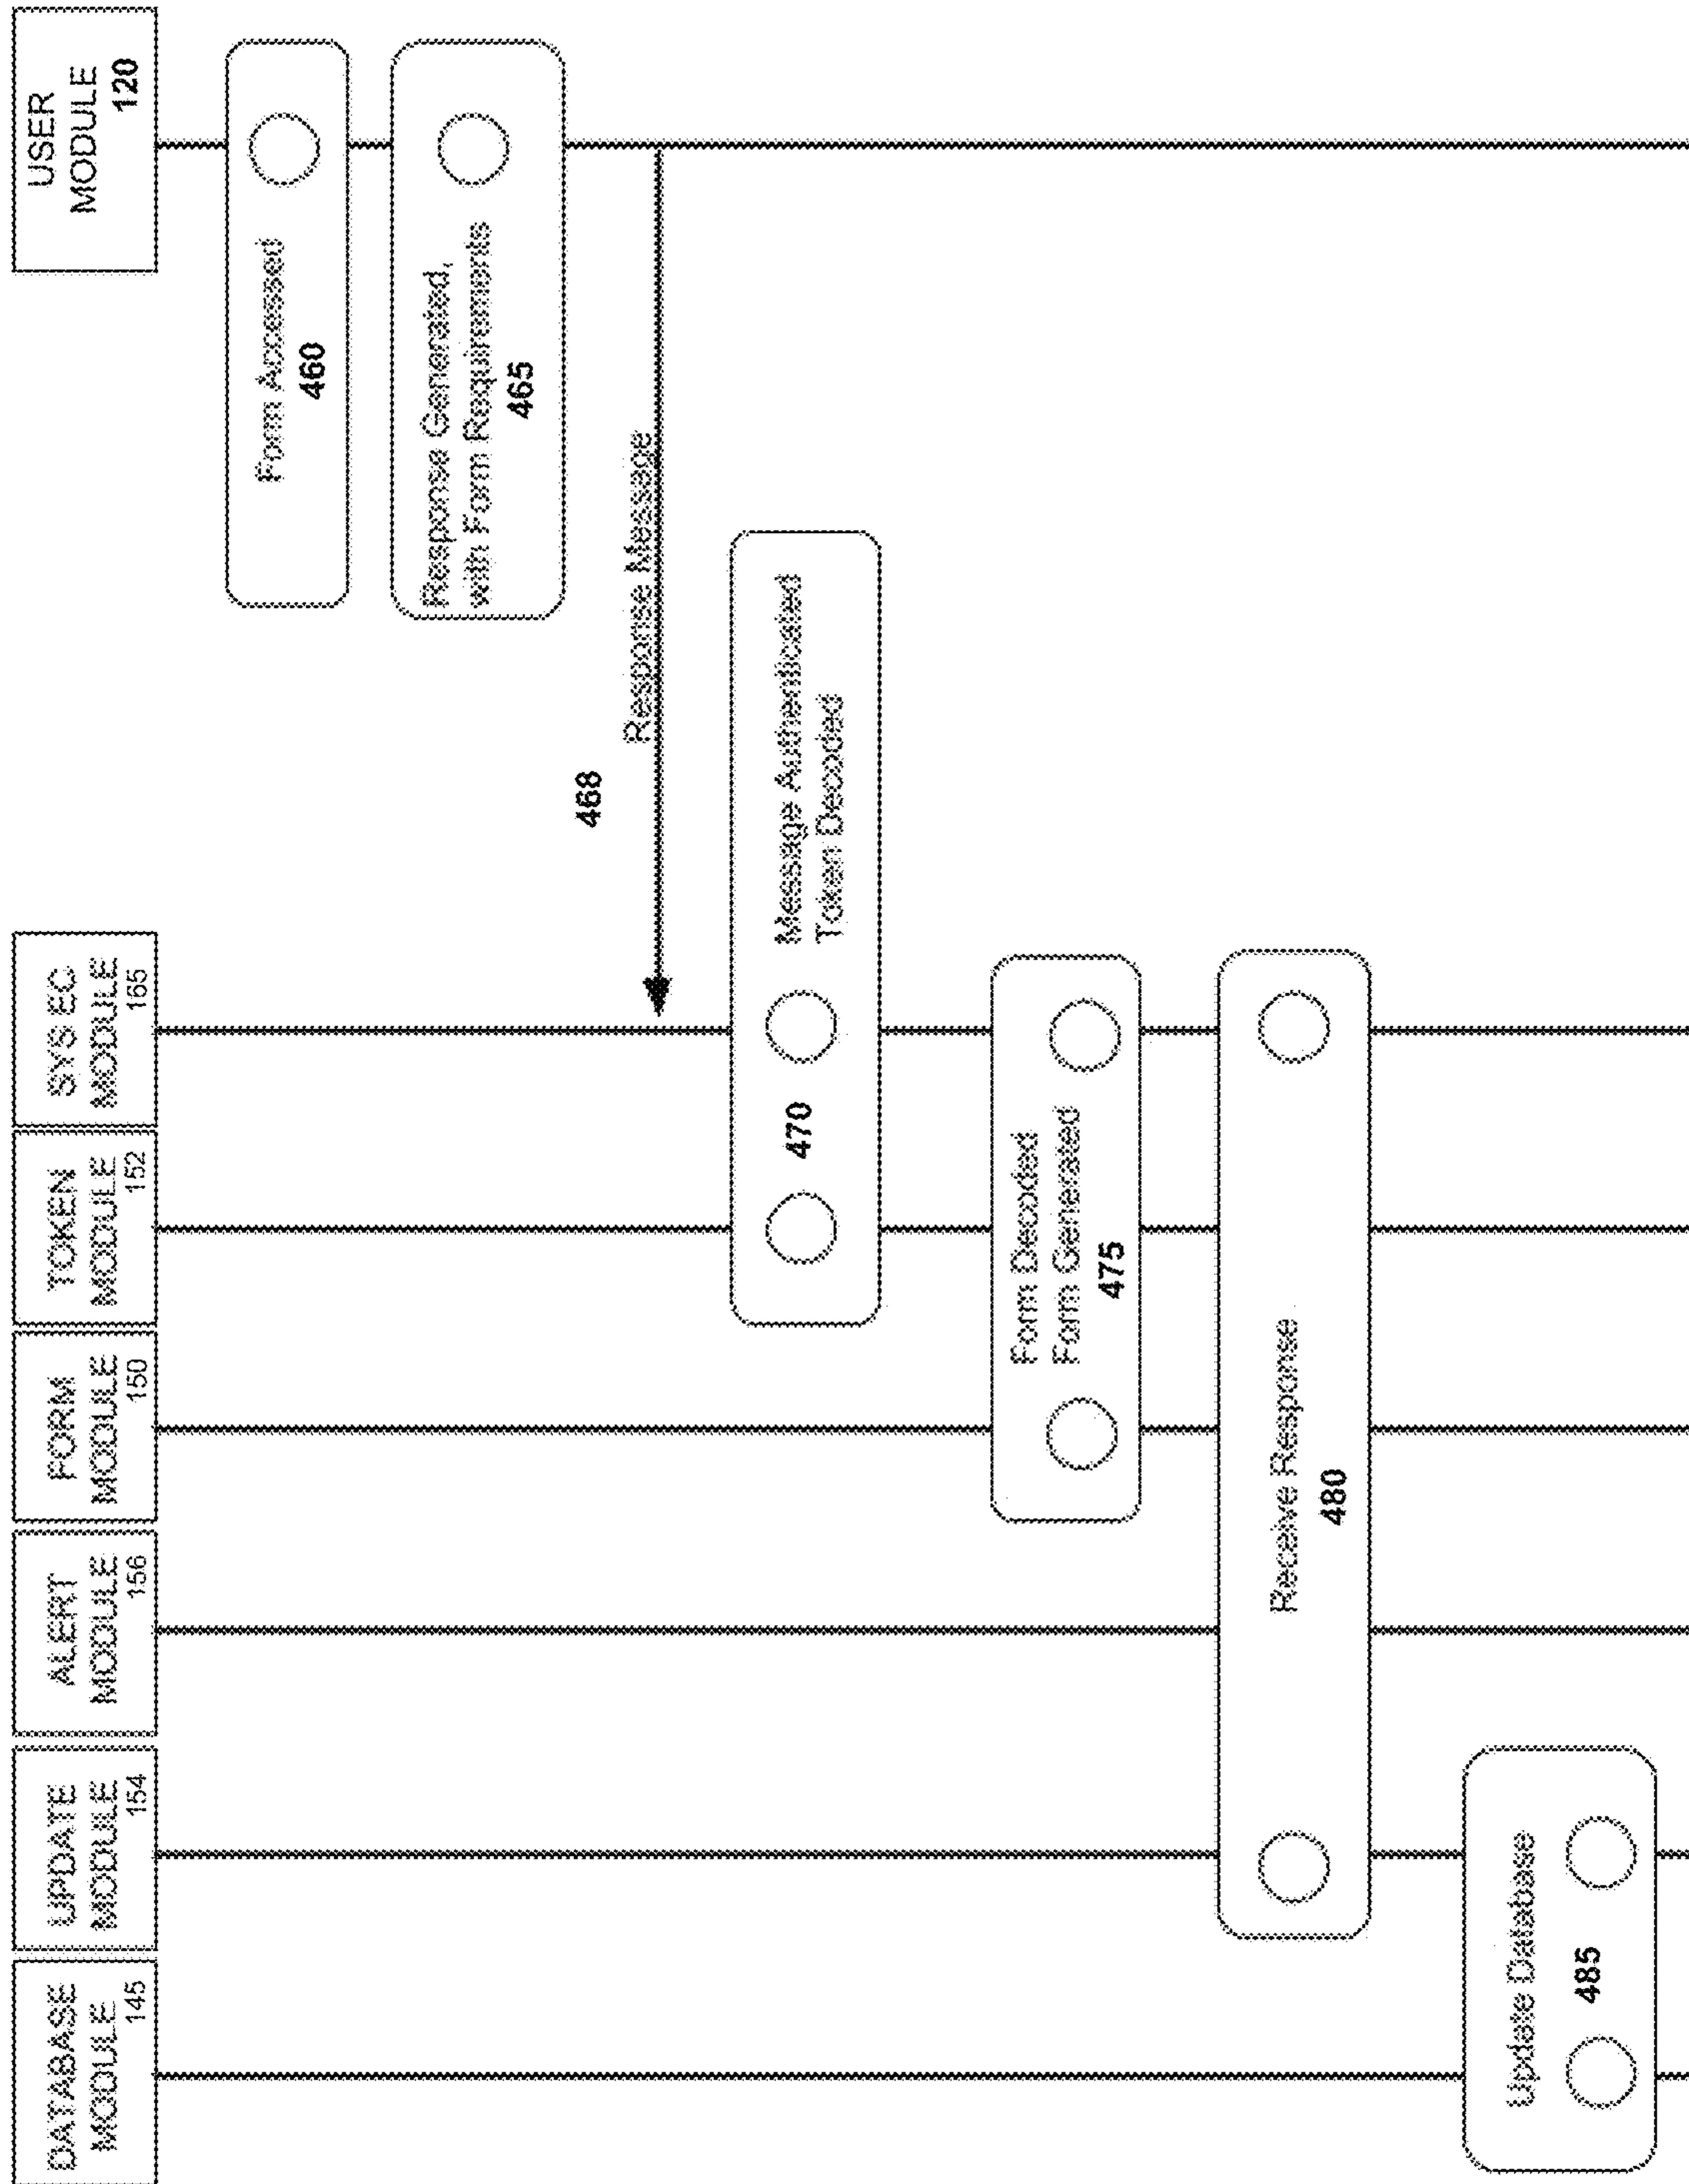 DATABASE
MODULE
145
UPDATE
MODULE
154
ALERT
MODULE
156
FORM
MODULE
150
TOKEN
MODULE
152
SYS EC
MODULE
165
USER
MODULE
120
Form Accessed
460
Response Generated,
with Form Requirements
465
468
Response Message
470
Message Authenticated
Token Decoded
Form Decoded
Form Generated
475
Receive Response
480
Update Database
485